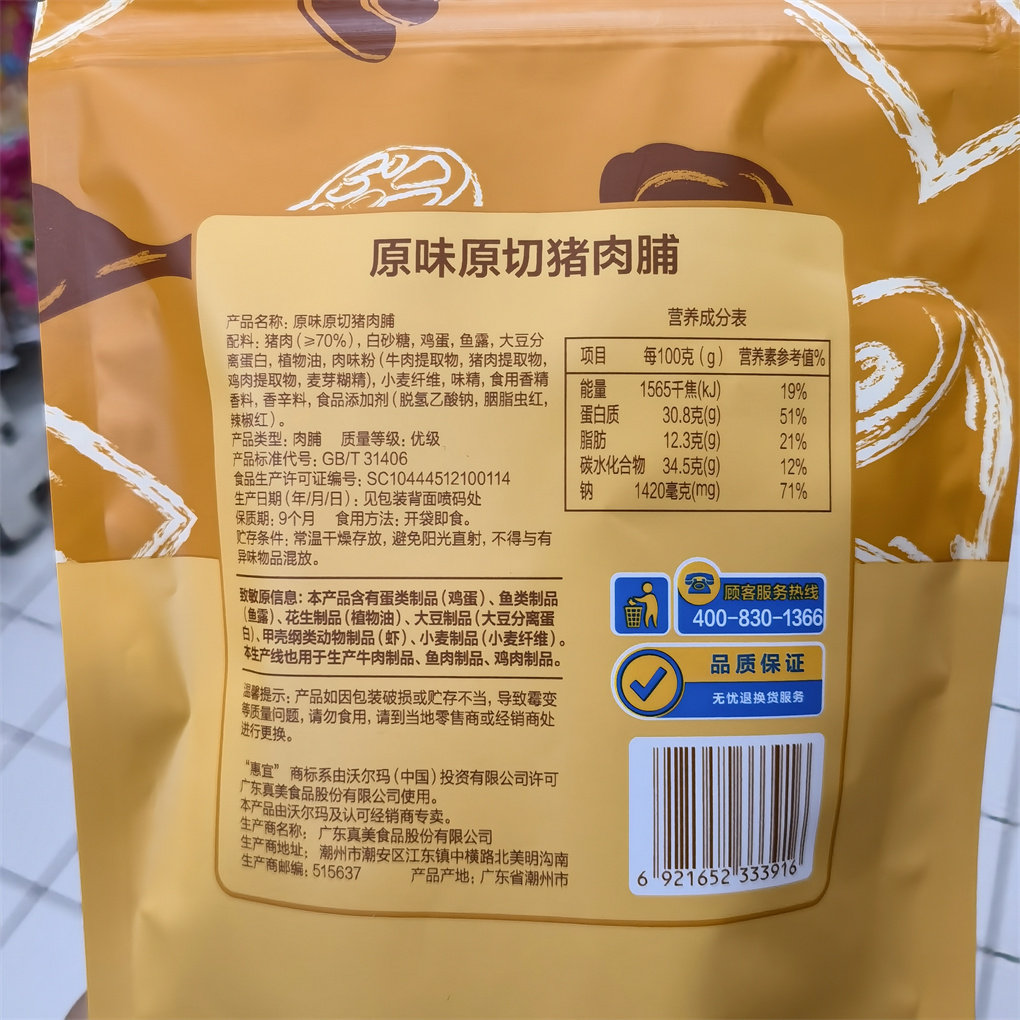 原味原切猪肉脯
产品名称：原味原切猪肉脯
配料：猪肉（≥70%），白砂糖，鸡蛋，鱼露，大豆分
离蛋白，植物油，肉味粉（牛肉提取物，猪肉提取物，
鸡肉提取物，麦芽糊精），小麦纤维，味精，食用香精
香料，香辛料，食品添加剂（脱氢乙酸钠，胭脂虫红，
辣椒红）。
产品类型：肉脯 质量等级：优级
产品标准代号：GB/T 31406
食品生产许可证编号：SC10444512100114
生产日期（年/月/日）：见包装背面喷码处
保质期：9个月 食用方法：开袋即食。
贮存条件：常温干燥存放，避免阳光直射，不得与有
异味物品混放。
致敏原信息：本产品含有蛋类制品（鸡蛋）、鱼类制品
（鱼露）、花生制品（植物油）、大豆制品（大豆分离蛋
白）、甲壳纲类动物制品（虾）、小麦制品（小麦纤维）。
本生产线也用于生产牛肉制品、鱼肉制品、鸡肉制品。
温馨提示：产品如因包装破损或贮存不当，导致霉变
等质量问题，请勿食用，请到当地零售商或经销商处
进行更换。
“惠宜”商标系由沃尔玛（中国）投资有限公司许可
广东真美食品股份有限公司使用。
本产品由沃尔玛及认可经销商专卖。
生产商名称：广东真美食品股份有限公司
生产商地址：潮州市潮安区江东镇中横路北美明沟南
生产商邮编：515637 产品产地：广东省潮州市
营养成分表
项目 每100克（g） 营养素参考值%
能量 1565千焦(kJ) 19%
蛋白质 30.8克(g) 51%
脂肪 12.3克(g) 21%
碳水化合物 34.5克(g) 12%
钠 1420毫克(mg) 71%
顾客服务热线
400-830-1366
品质保证
无忧退换货服务
6 921652 333916